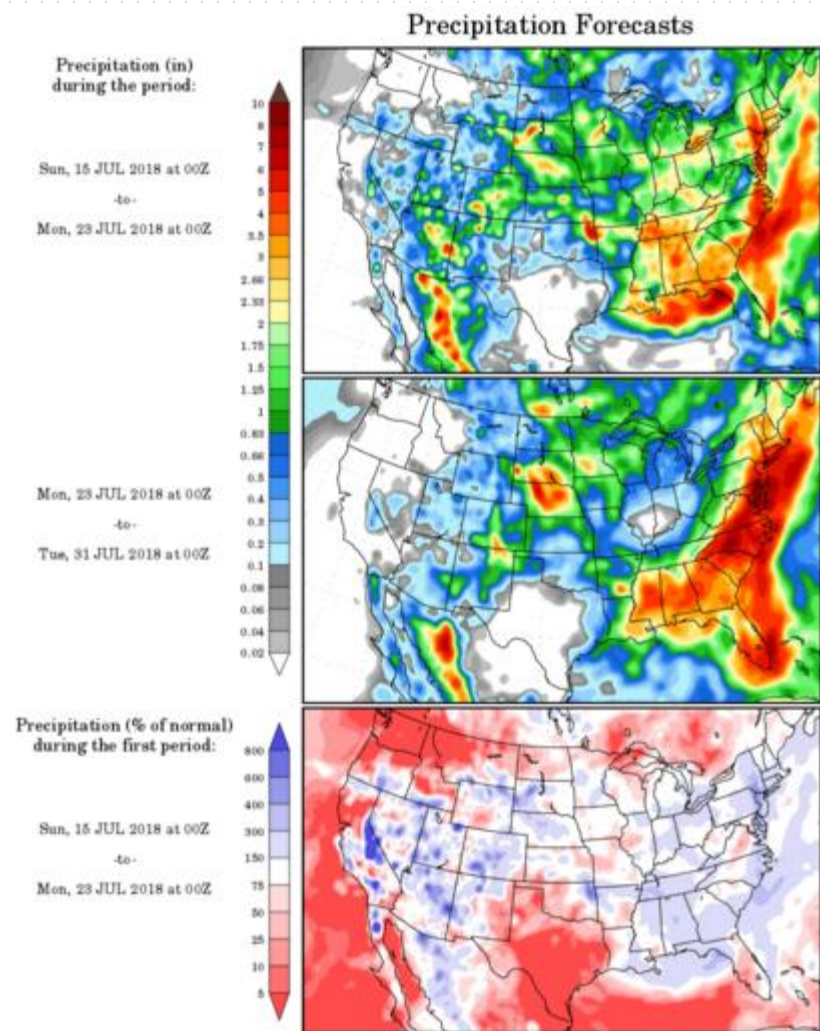 Precipitation Forecasts
Precipitation (in)
during the period:
Sun, 15 JUL 2018 at 00Z
-to-
Mon, 23 JUL 2018 at 00Z
10
8
7
6
5
4
3.5
3
2.66
2.33
2
1.75
1.5
1.25
1
0.83
0.66
0.5
0.4
0.3
0.2
0.1
0.08
0.06
0.04
0.02
Mon, 23 JUL 2018 at 00Z
-to-
Tue, 31 JUL 2018 at 00Z
Precipitation (% of normal)
during the first period:
Sun, 15 JUL 2018 at 00Z
-to-
Mon, 23 JUL 2018 at 00Z
800
600
400
300
150
75
50
25
10
5